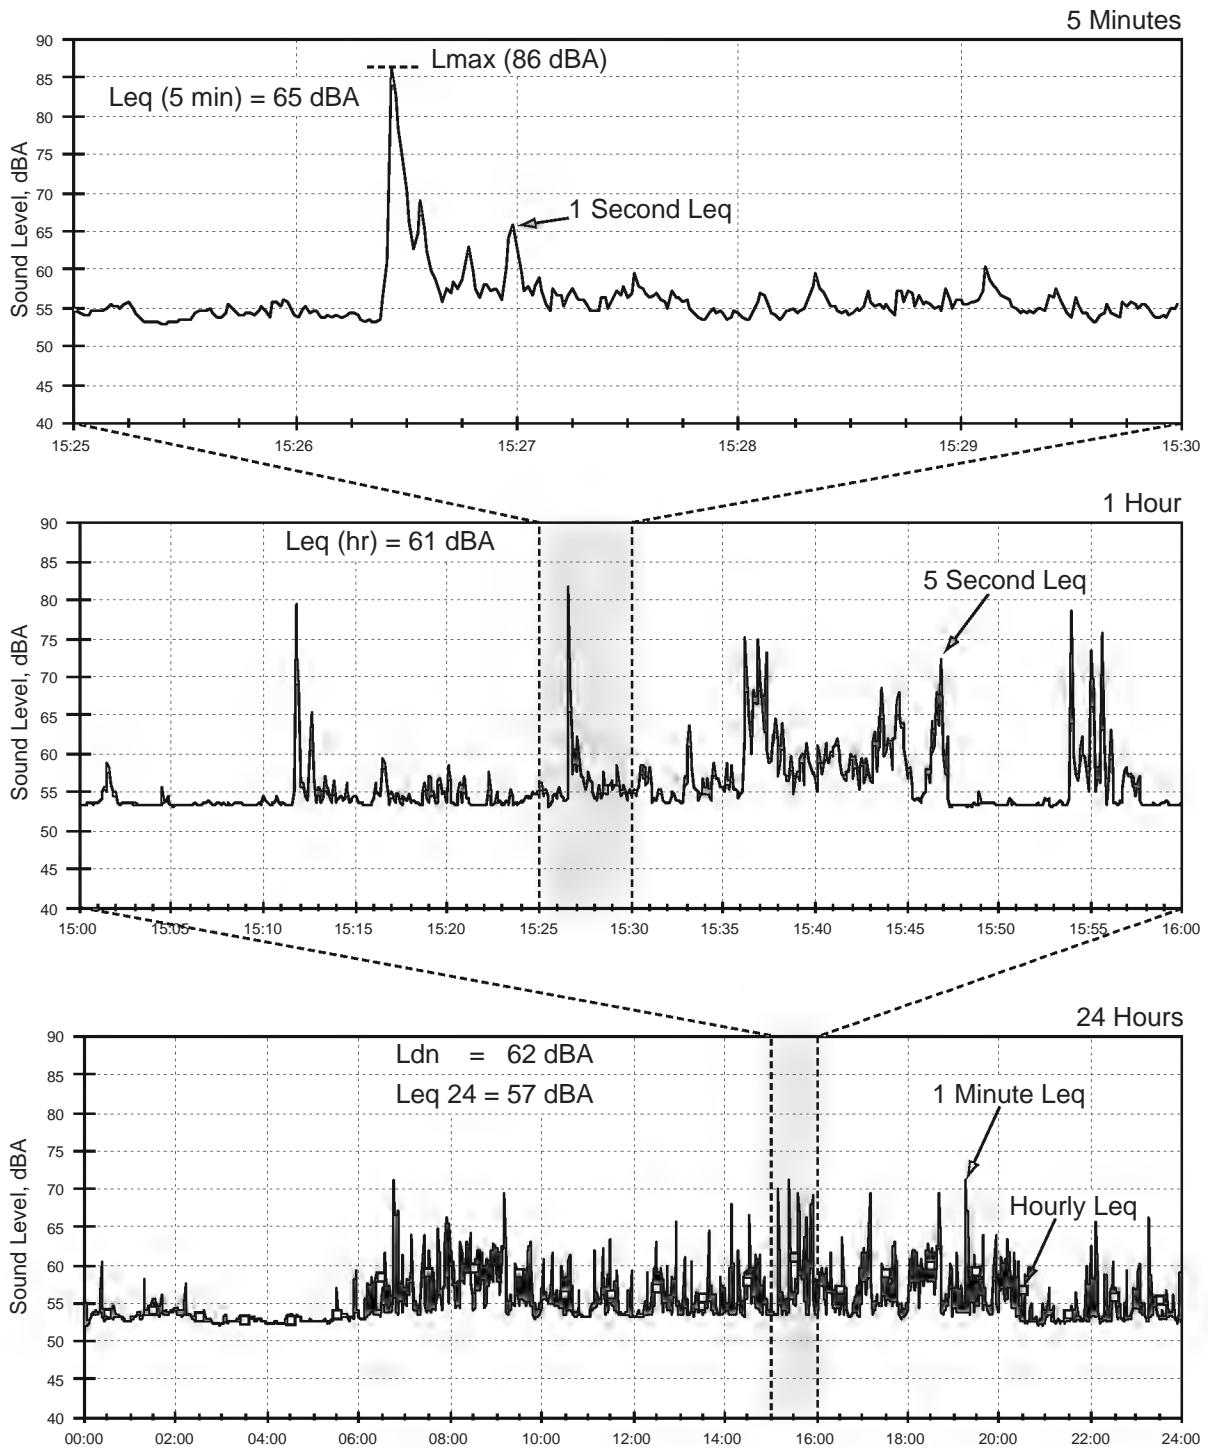 5 Minutes
90
85
80
75
70
65
60
55
50
45
40
Sound Level, dBA
Lmax (86 dBA)
Leq (5 min) = 65 dBA
1 Second Leq
15:25 15:26 15:27 15:28 15:29 15:30
1 Hour
90
85
80
75
70
65
60
55
50
45
40
Sound Level, dBA
Leq (hr) = 61 dBA
5 Second Leq
15:00 15:05 15:10 15:15 15:20 15:25 15:30 15:35 15:40 15:45 15:50 15:55 16:00
24 Hours
90
85
80
75
70
65
60
55
50
45
40
Sound Level, dBA
Ldn = 62 dBA
Leq 24 = 57 dBA
1 Minute Leq
Hourly Leq
00:00 02:00 04:00 06:00 08:00 10:00 12:00 14:00 16:00 18:00 20:00 22:00 24:00